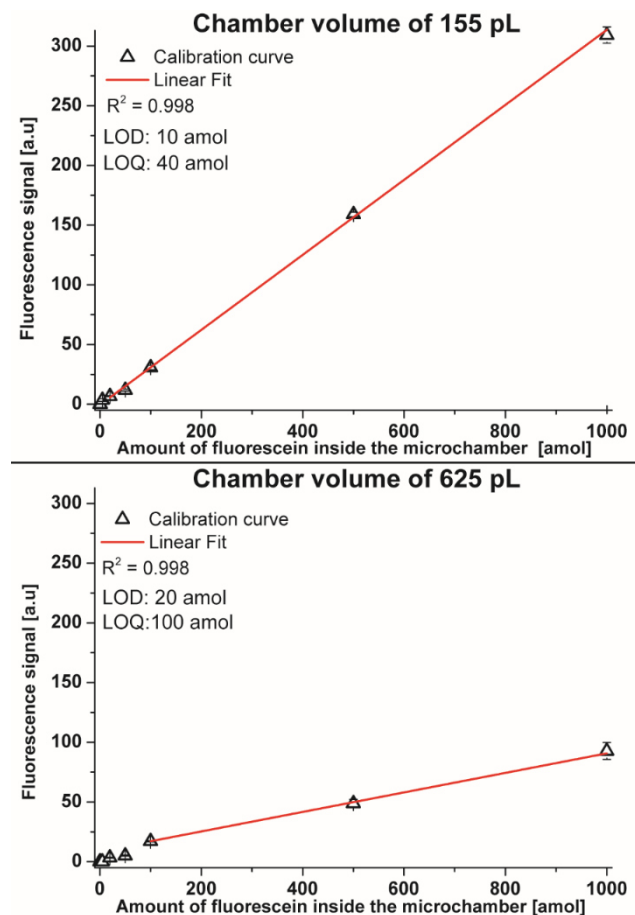 Chamber volume of 155 pL
300
250
200
150
100
50
0
Fluorescence signal [a.u]
Calibration curve
Linear Fit
R² = 0.998
LOD: 10 amol
LOQ: 40 amol
0 200 400 600 800 1000
Amount of fluorescein inside the microchamber [amol]
Chamber volume of 625 pL
300
250
200
150
100
50
0
Fluorescence signal [a.u]
Calibration curve
Linear Fit
R² = 0.998
LOD: 20 amol
LOQ:100 amol
0 200 400 600 800 1000
Amount of fluorescein inside the microchamber [amol]